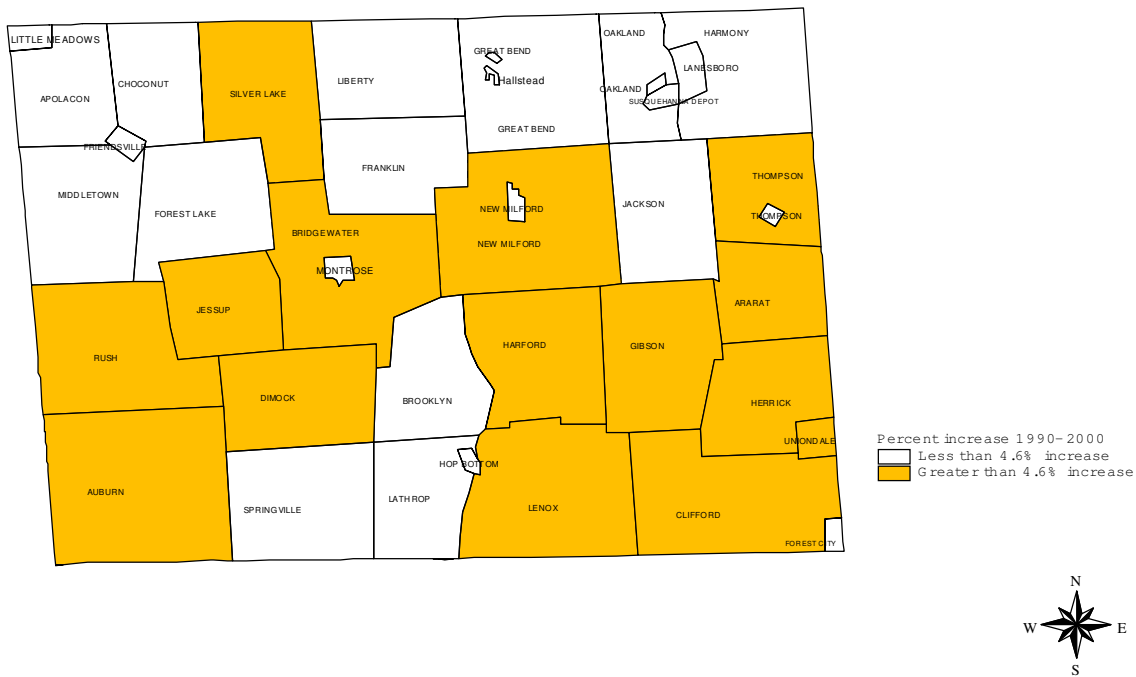 LITTLE MEADOWS
OAKLAND
HARMONY
GREAT BEND
LANESBORO
LIBERTY
Hallstead
CHOCONUT
SILVER LAKE
OAKLAND
APOLACON
SUSQUEHANNA DEPOT
GREAT BEND
FRIENDSVILLE
FRANKLIN
THOMPSON
MIDDLETOWN
FOREST LAKE
JACKSON
NEW MILFORD
THOMPSON
BRIDGEWATER
NEW MILFORD
MONTROSE
ARARAT
JESSUP
HARFORD
GIBSON
RUSH
DIMOCK
BROOKLYN
HERRICK
UNIONDALE
HOP BOTTOM
AUBURN
LATHROP
SPRINGVILLE
LENOX
CLIFFORD
FOREST CITY
Percent increase 1990-2000
Less than 4.6% increase
Greater than 4.6% increase
N
W E
S